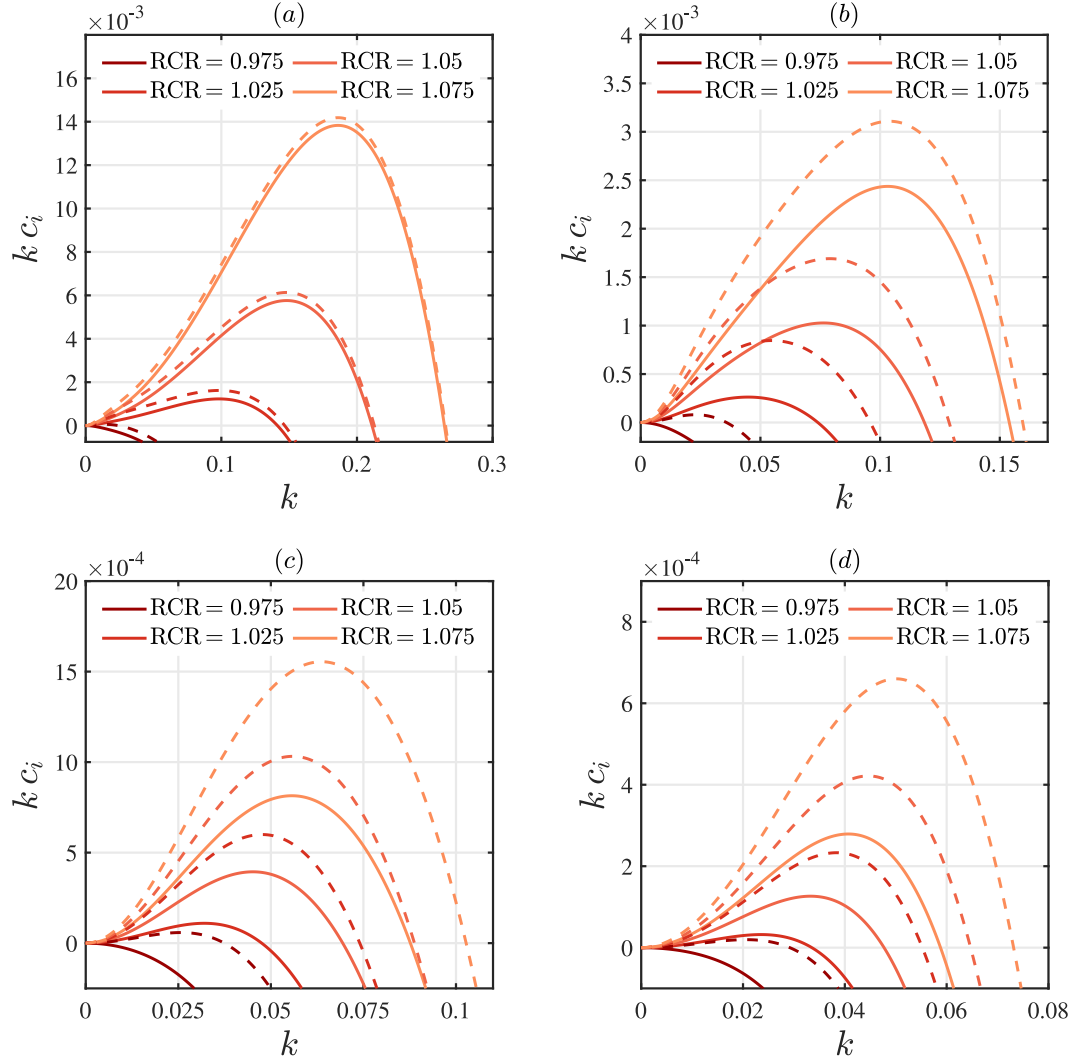 ×10⁻³ (a)
RCR = 0.975 RCR = 1.05
RCR = 1.025 RCR = 1.075
16
14
12
10
8
6
4
2
0
k cᵢ
0 0.1 0.2 0.3
k
×10⁻³ (b)
4
RCR = 0.975 RCR = 1.05
RCR = 1.025 RCR = 1.075
3.5
3
2.5
2
1.5
1
0.5
0
k cᵢ
0 0.05 0.1 0.15
k
×10⁻⁴ (c)
20
RCR = 0.975 RCR = 1.05
RCR = 1.025 RCR = 1.075
15
10
5
0
k cᵢ
0 0.025 0.05 0.075 0.1
k
×10⁻⁴ (d)
RCR = 0.975 RCR = 1.05
RCR = 1.025 RCR = 1.075
8
6
4
2
0
k cᵢ
0 0.02 0.04 0.06 0.08
k